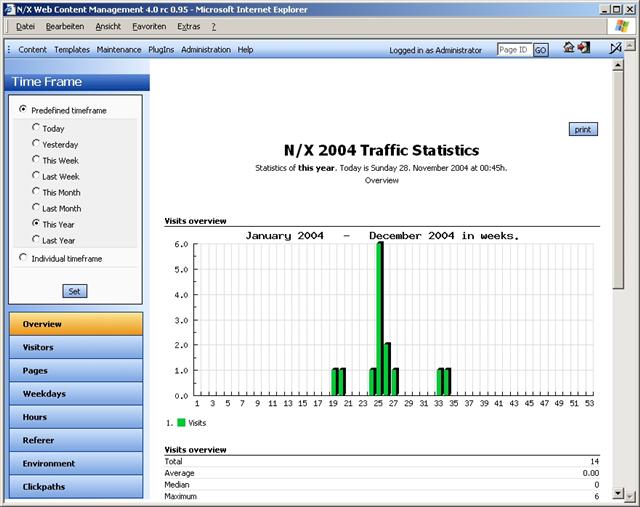 N/X Web Content Management 4.0 rc 0.95 - Microsoft Internet Explorer
Datei Bearbeiten Ansicht Favoriten Extras ?
Content Templates Maintenance PlugIns Administration Help Logged in as Administrator Page ID GO
Time Frame
Predefined timeframe
Today
Yesterday
This Week
Last Week
This Month
Last Month
This Year
Last Year
Individual timeframe
Set
Overview
Visitors
Pages
Weekdays
Hours
Referer
Environment
Clickpaths
print
N/X 2004 Traffic Statistics
Statistics of this year. Today is Sunday 28. November 2004 at 00:45h.
Overview
Visits overview
January 2004 - December 2004 in weeks.
6.0
5.0
4.0
3.0
2.0
1.0
0.0
1 3 5 7 9 11 13 15 17 19 21 23 25 27 29 31 33 35 37 39 41 43 45 47 49 51 53
1. Visits
Visits overview
Total 14
Average 0.00
Median 0
Maximum 6